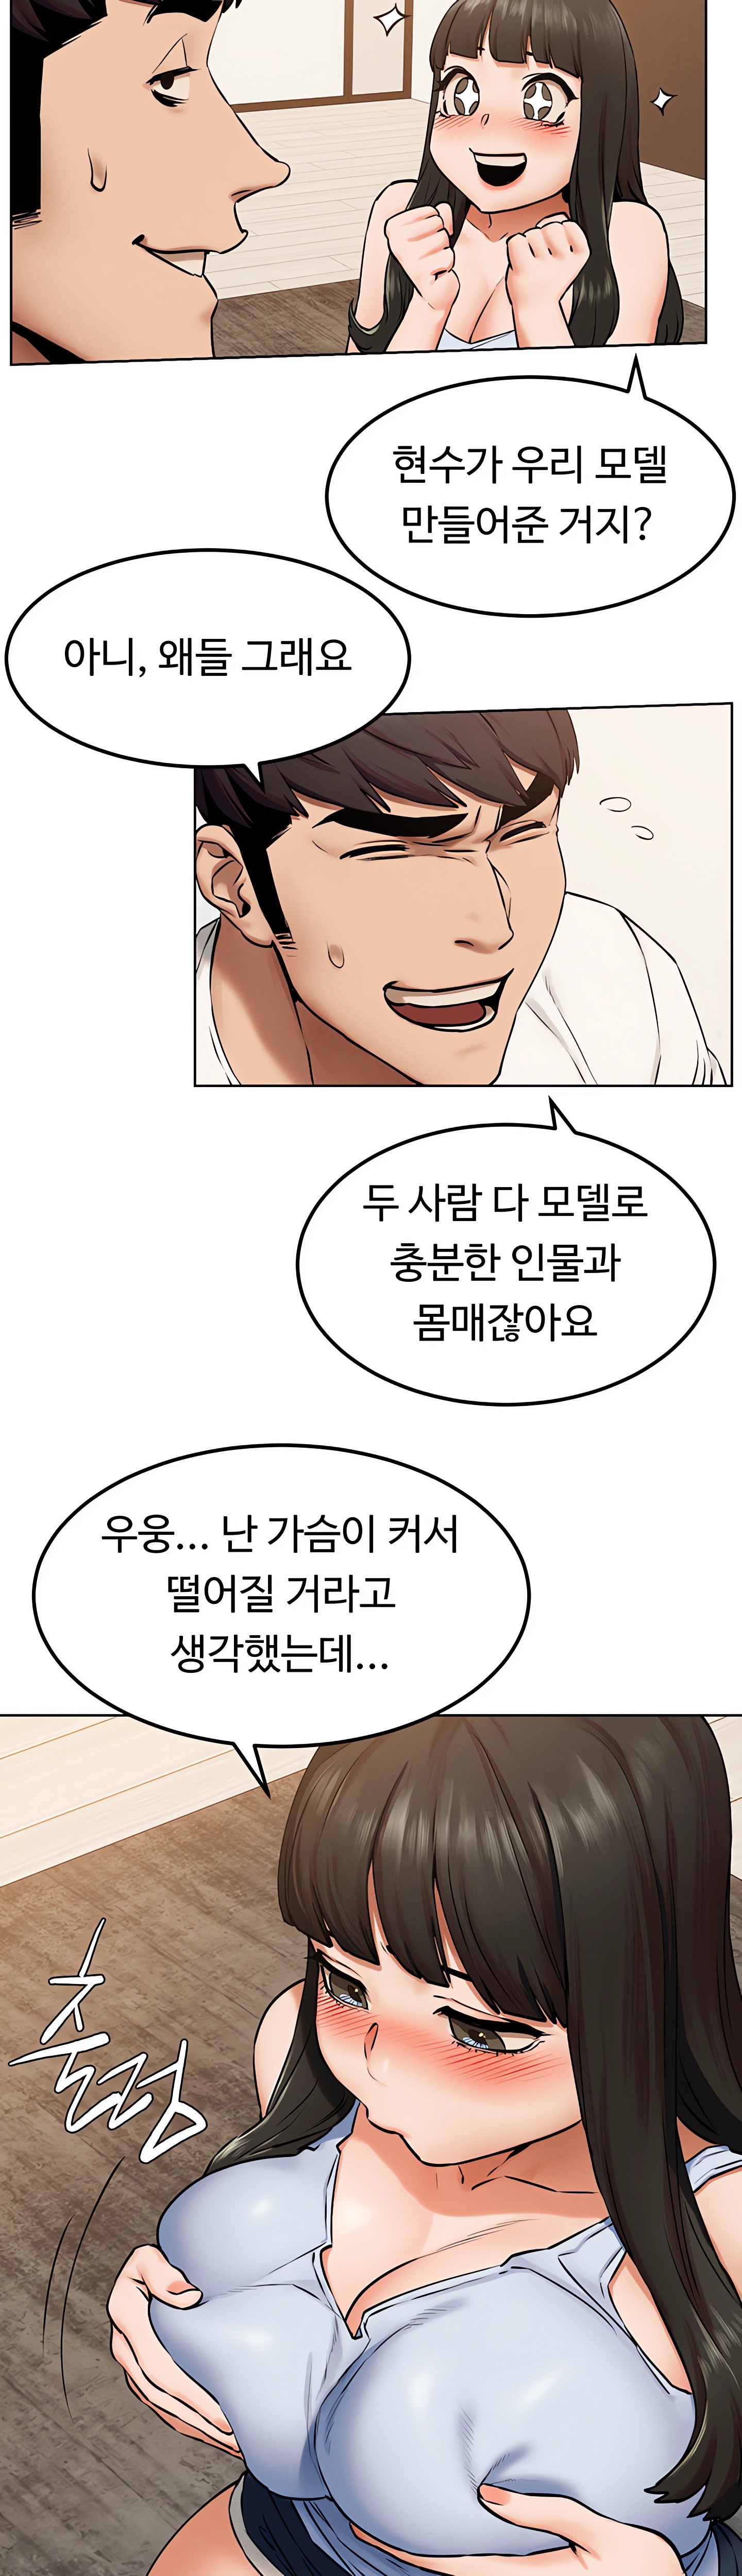 현수가 우리 모델
만들어준 거지?
아니, 왜들 그래요
두 사람 다 모델로
충분한 인물과
몸매잖아요
우웅... 난 가슴이 커서
떨어질 거라고
생각했는데...
출렁